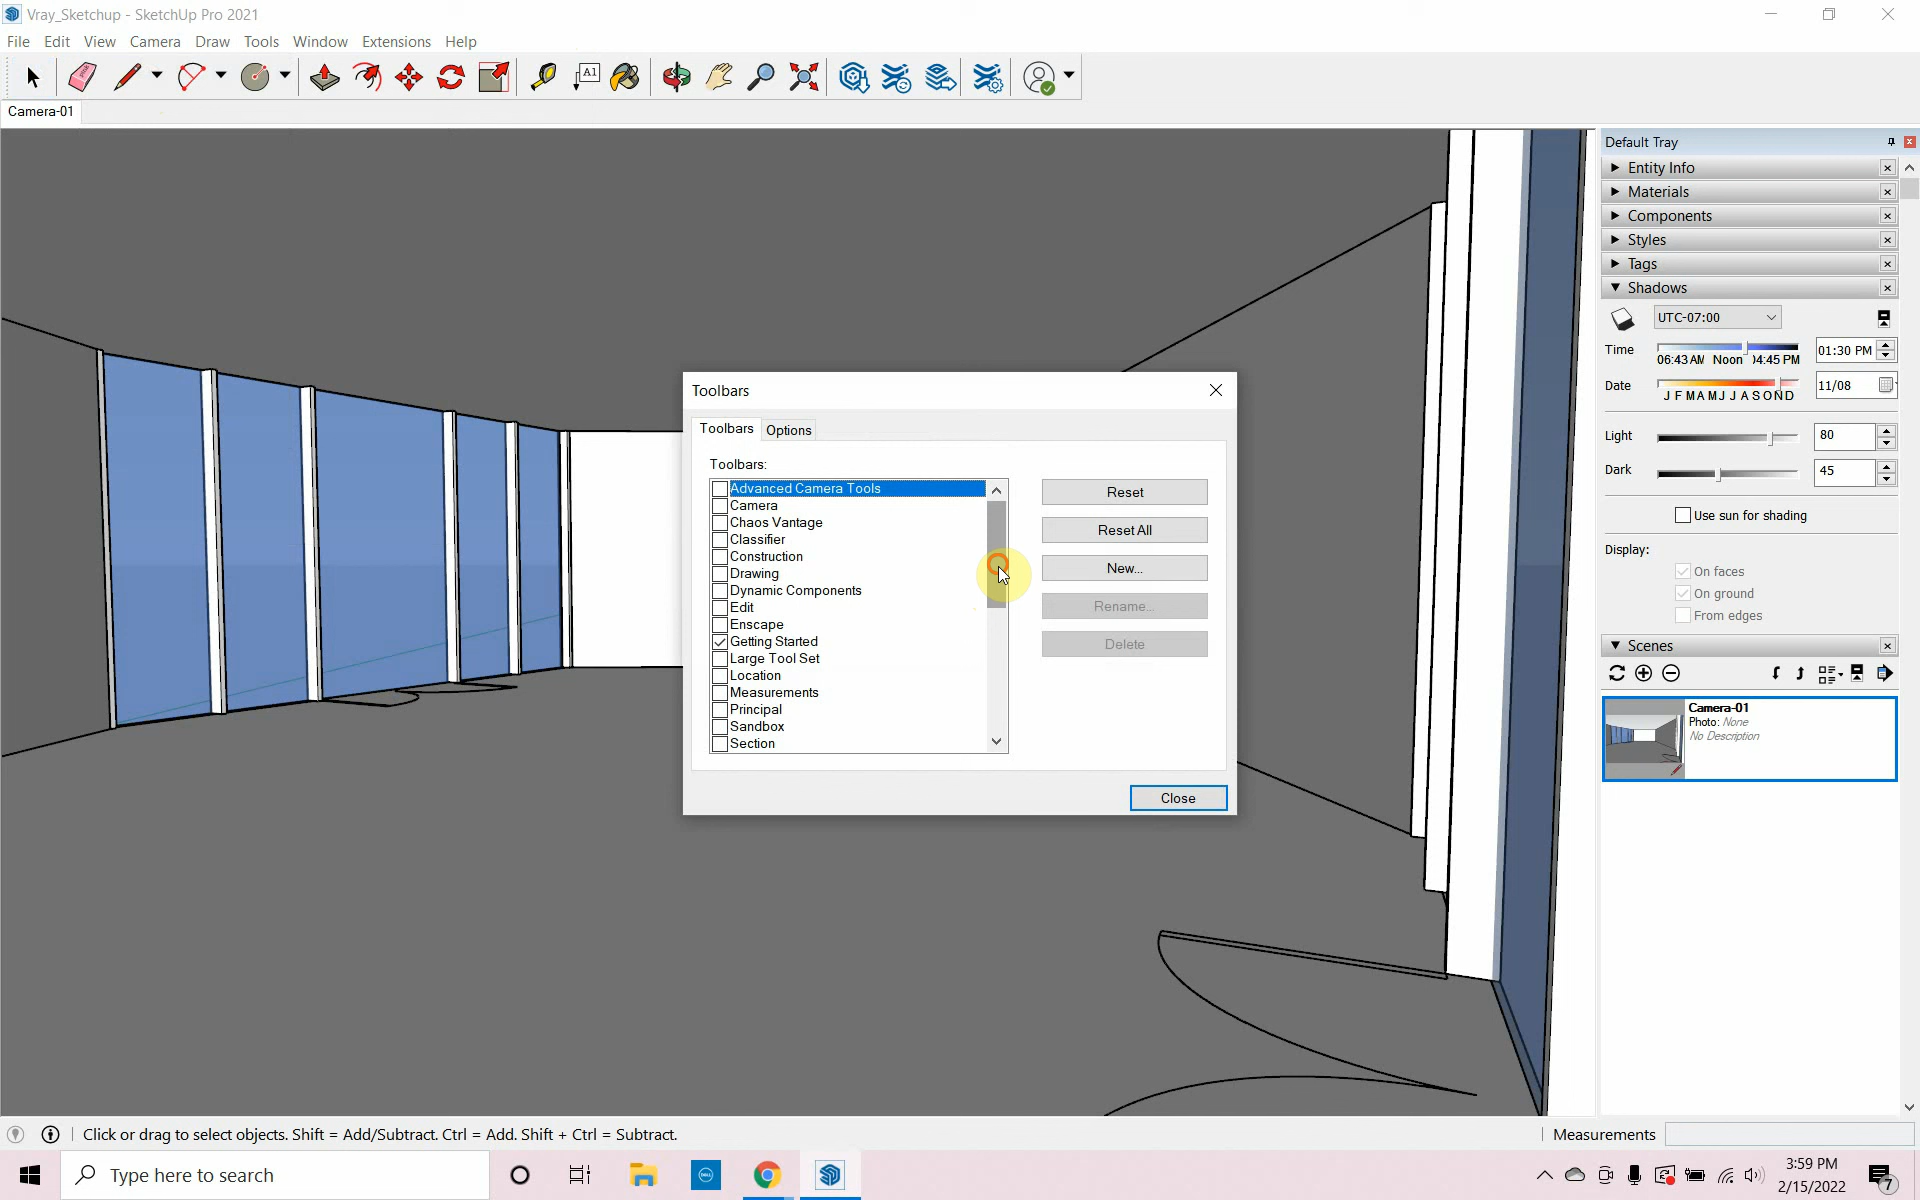 Vray_Sketchup - SketchUp Pro 2021
File Edit View Camera Draw Tools Window Extensions Help
A1
Camera-01
Default Tray
Entity Info
Materials
Components
Styles
Tags
Shadows
UTC-07:00
Time 06:43 AM Noon 04:45 PM 01:30 PM
Date J F M A M J J A S O N D 11/08
Light 80
Dark 45
Use sun for shading
Display:
On faces
On ground
From edges
Scenes
Camera-01
Photo: None
No Description
Toolbars
Toolbars Options
Toolbars:
Advanced Camera Tools
Camera
Chaos Vantage
Classifier
Construction
Drawing
Dynamic Components
Edit
Enscape
Getting Started
Large Tool Set
Location
Measurements
Principal
Sandbox
Section
Reset
Reset All
New...
Rename...
Delete
Close
Click or drag to select objects. Shift = Add/Subtract. Ctrl = Add. Shift + Ctrl = Subtract.
Measurements
Type here to search
DELL
3:59 PM
2/15/2022
7